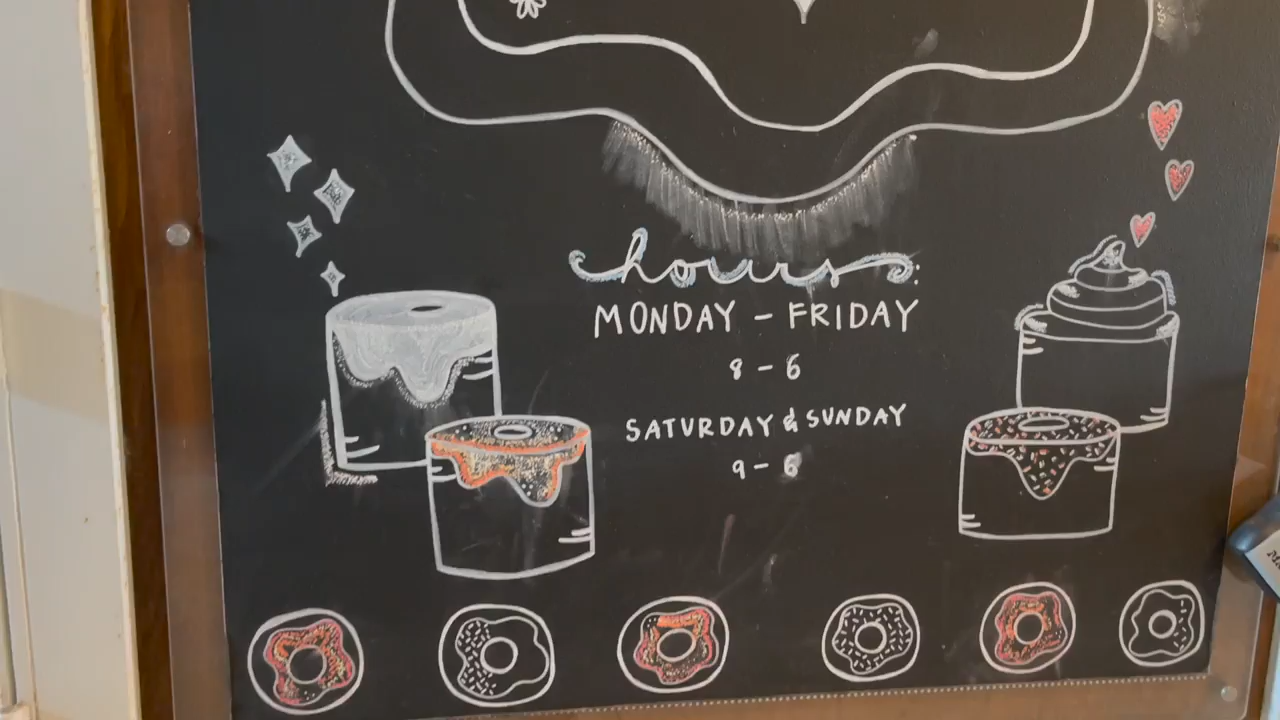 hours:
MONDAY - FRIDAY
8 - 6
SATURDAY & SUNDAY
9 - 6